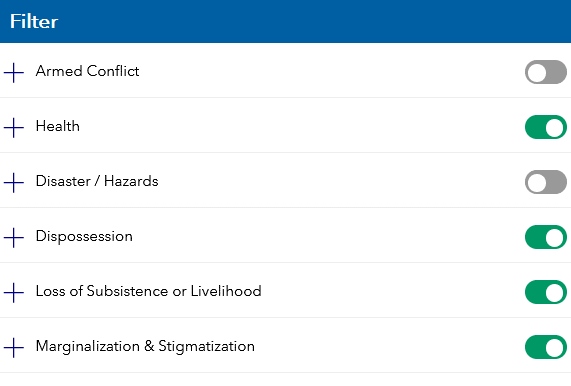 Filter
Armed Conflict
Health
Disaster / Hazards
Dispossession
Loss of Subsistence or Livelihood
Marginalization & Stigmatization